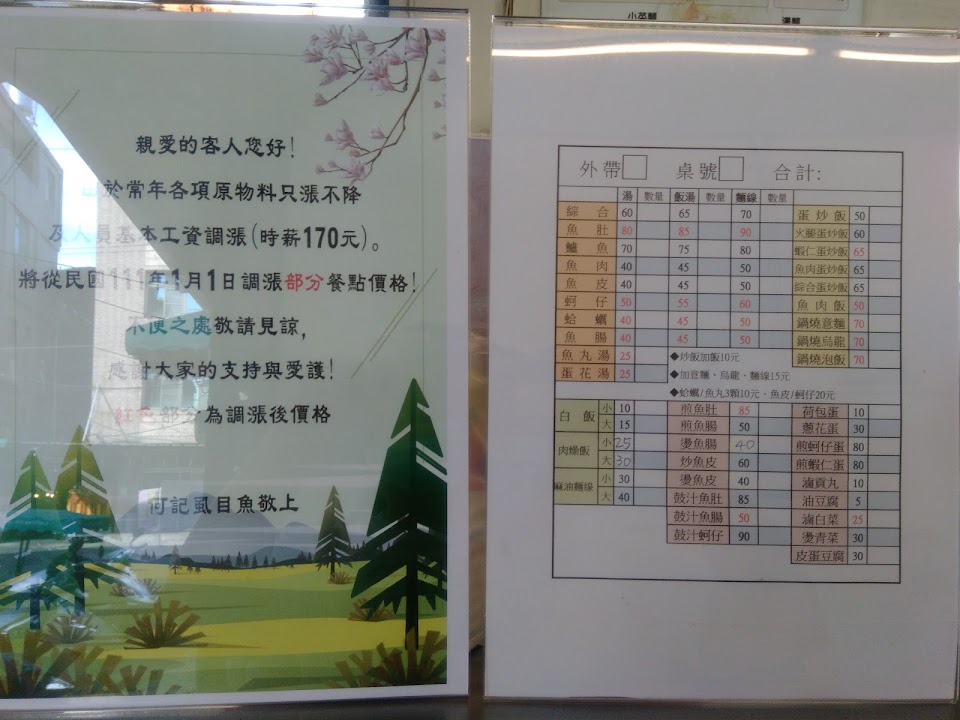 小英麵
湯麵
親愛的客人您好!
於常年各項原物料只漲不降
及人員基本工資調漲(時薪170元)。
將從民國111年1月1日調漲部分餐點價格!
不便之處敬請見諒,
感謝大家的支持與愛護!
紅色部分為調漲後價格
何記虱目魚敬上
外帶 桌號 合計:
湯 數量 飯湯 數量 麵線 數量
綜合 60 65 70 蛋炒飯 50
魚肚 80 85 90 火腿蛋炒飯 60
鱸魚 70 75 80 蝦仁蛋炒飯 65
魚肉 40 45 50 魚肉蛋炒飯 65
魚皮 40 45 50 綜合蛋炒飯 65
蚵仔 50 55 60 魚肉飯 50
蛤蠣 40 45 50 鍋燒意麵 70
魚腸 40 45 50 鍋燒烏龍 70
魚丸湯 25 ◆炒飯加飯10元 鍋燒泡飯 70
蛋花湯 25 ◆加意麵、烏龍、麵線15元
◆蛤蠣/魚丸3顆10元、魚皮/蚵仔20元
白飯 小 10 煎魚肚 85 荷包蛋 10
大 15 煎魚腸 50 蔥花蛋 30
肉燥飯 小 25 燙魚腸 40 煎蚵仔蛋 80
大 30 炒魚皮 60 煎蝦仁蛋 80
麻油麵線 小 30 燙魚皮 40 滷貢丸 10
大 40 鼓汁魚肚 85 油豆腐 5
鼓汁魚腸 50 滷白菜 25
鼓汁蚵仔 90 燙青菜 30
皮蛋豆腐 30